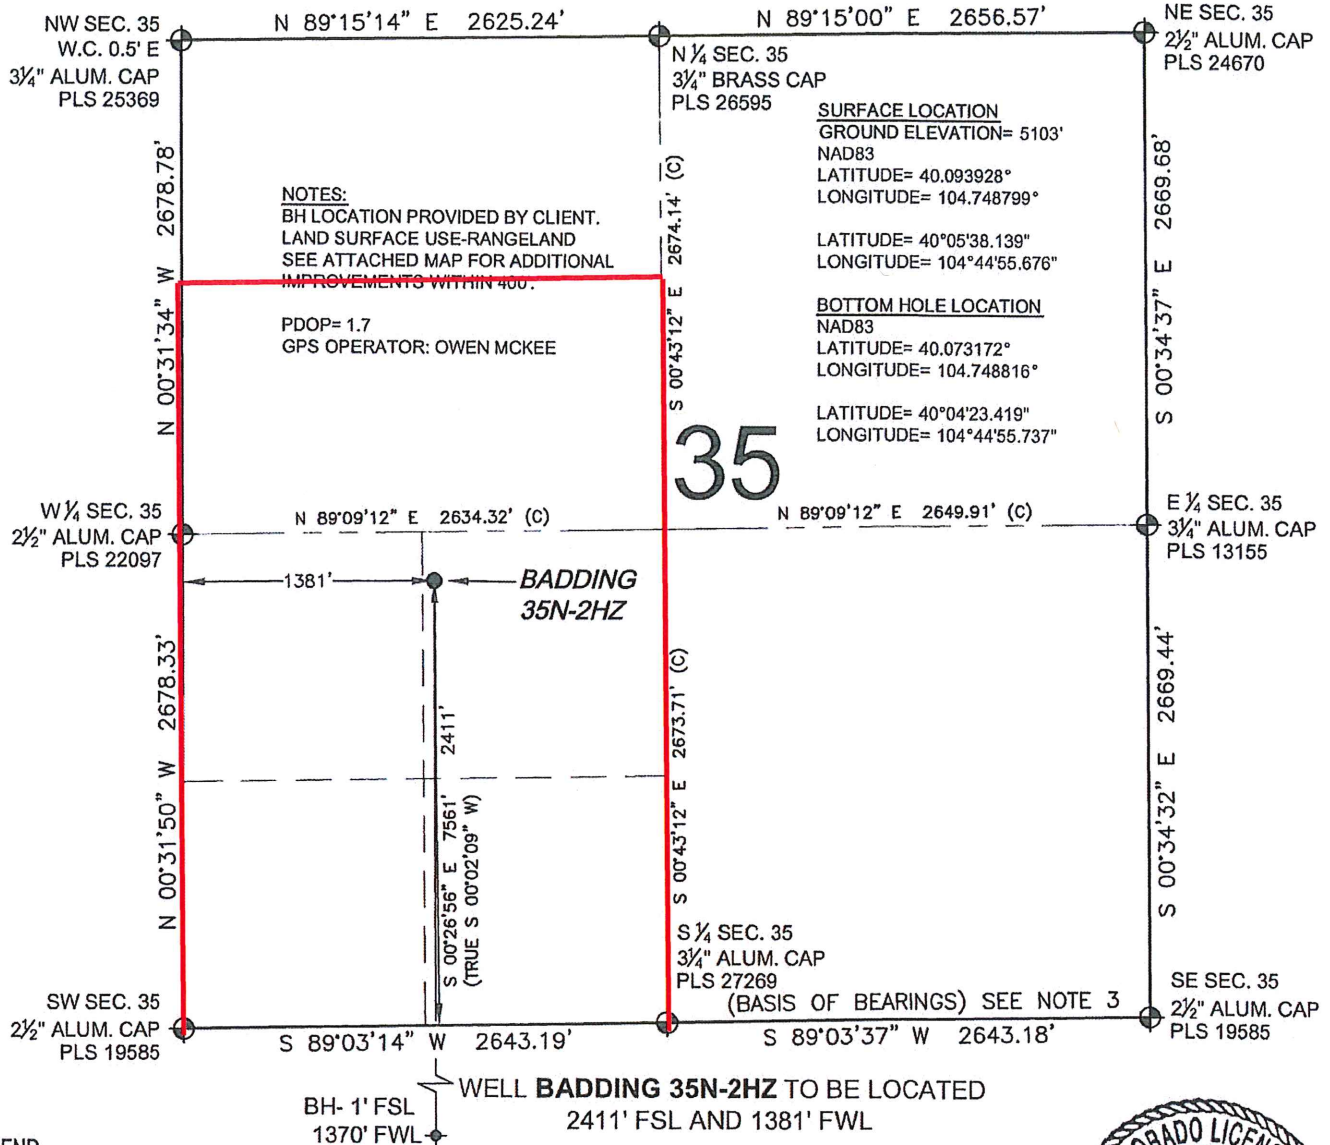 N 89°15'14" E 2625.24'
N 89°15'00" E 2656.57'
NW SEC. 35
W.C. 0.5' E
3¼" ALUM. CAP
PLS 25369
N ¼ SEC. 35
3¼" BRASS CAP
PLS 26595
NE SEC. 35
2½" ALUM. CAP
PLS 24670
SURFACE LOCATION
GROUND ELEVATION= 5103'
NAD83
LATITUDE= 40.093928°
LONGITUDE= 104.748799°
LATITUDE= 40°05'38.139"
LONGITUDE= 104°44'55.676"
BOTTOM HOLE LOCATION
NAD83
LATITUDE= 40.073172°
LONGITUDE= 104.748816°
LATITUDE= 40°04'23.419"
LONGITUDE= 104°44'55.737"
NOTES:
BH LOCATION PROVIDED BY CLIENT.
LAND SURFACE USE-RANGELAND
SEE ATTACHED MAP FOR ADDITIONAL
IMPROVEMENTS WITHIN 400'.
PDOP= 1.7
GPS OPERATOR: OWEN MCKEE
N 00°31'34" W 2678.78'
S 00°43'12" E 2674.14' (C)
S 00°34'37" E 2669.68'
35
W ¼ SEC. 35
2½" ALUM. CAP
PLS 22097
N 89°09'12" E 2634.32' (C)
N 89°09'12" E 2649.91' (C)
E ¼ SEC. 35
3¼" ALUM. CAP
PLS 13155
1381'
BADDING
35N-2HZ
N 00°31'50" W 2678.33'
2411'
S 00°26'56" E 7561'
(TRUE S 00°02'09" W)
S 00°43'12" E 2673.71' (C)
S 00°34'32" E 2669.44'
S ¼ SEC. 35
3¼" ALUM. CAP
PLS 27269
SW SEC. 35
2½" ALUM. CAP
PLS 19585
SE SEC. 35
2½" ALUM. CAP
PLS 19585
(BASIS OF BEARINGS) SEE NOTE 3
S 89°03'14" W 2643.19'
S 89°03'37" W 2643.18'
WELL BADDING 35N-2HZ TO BE LOCATED
2411' FSL AND 1381' FWL
BH- 1' FSL
1370' FWL